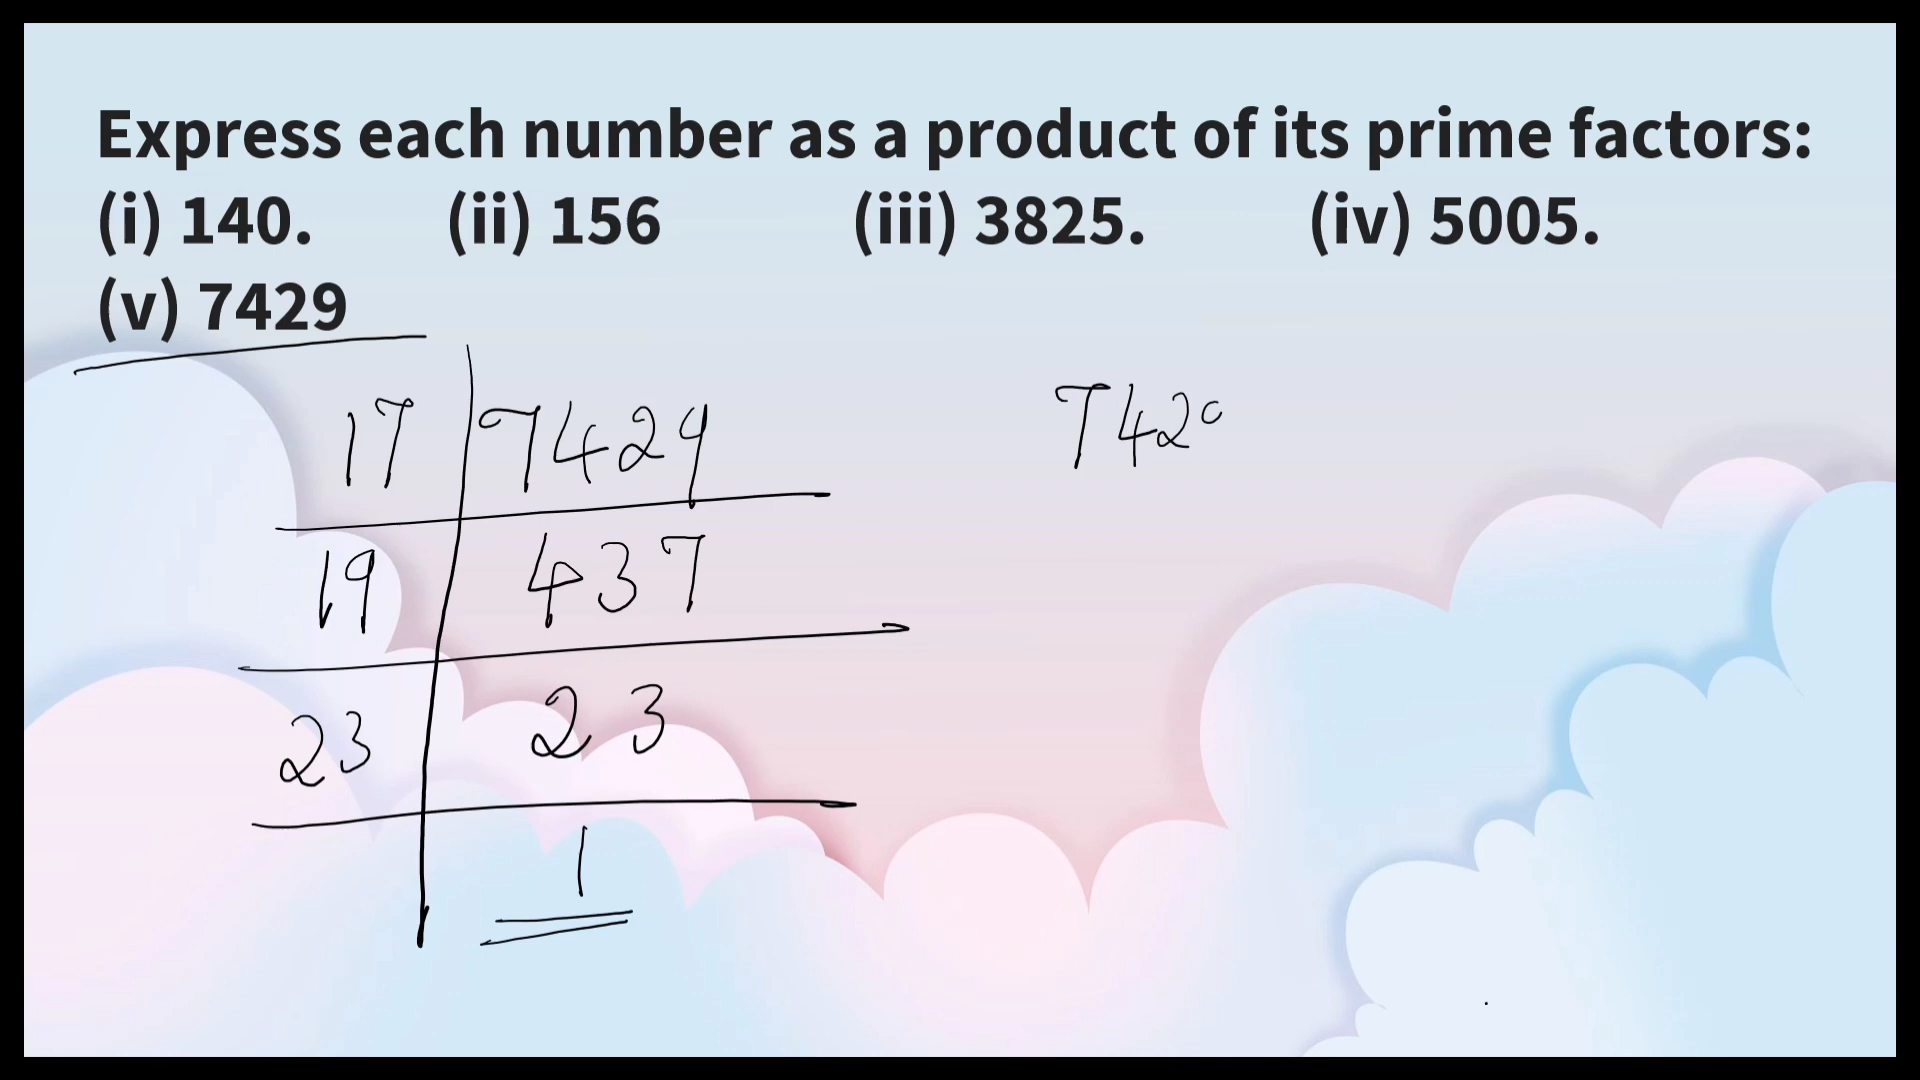 Express each number as a product of its prime factors:
(i) 140. (ii) 156 (iii) 3825. (iv) 5005.
(v) 7429
17 7429 742
19 437
23 23
1